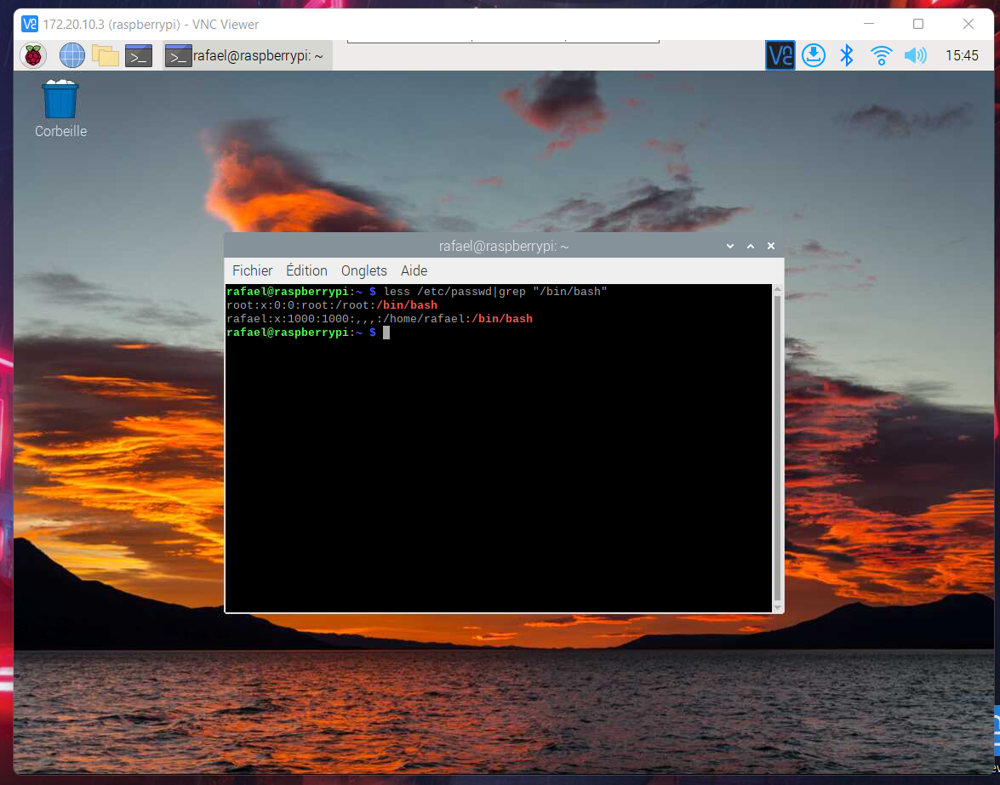 172.20.10.3 (raspberrypi) - VNC Viewer
rafael@raspberrypi: ~
15:45
Corbeille
rafael@raspberrypi: ~
Fichier Édition Onglets Aide
rafael@raspberrypi:~ $ less /etc/passwd|grep "/bin/bash"
root:x:0:0:root:/root:/bin/bash
rafael:x:1000:1000:,,,:/home/rafael:/bin/bash
rafael@raspberrypi:~ $